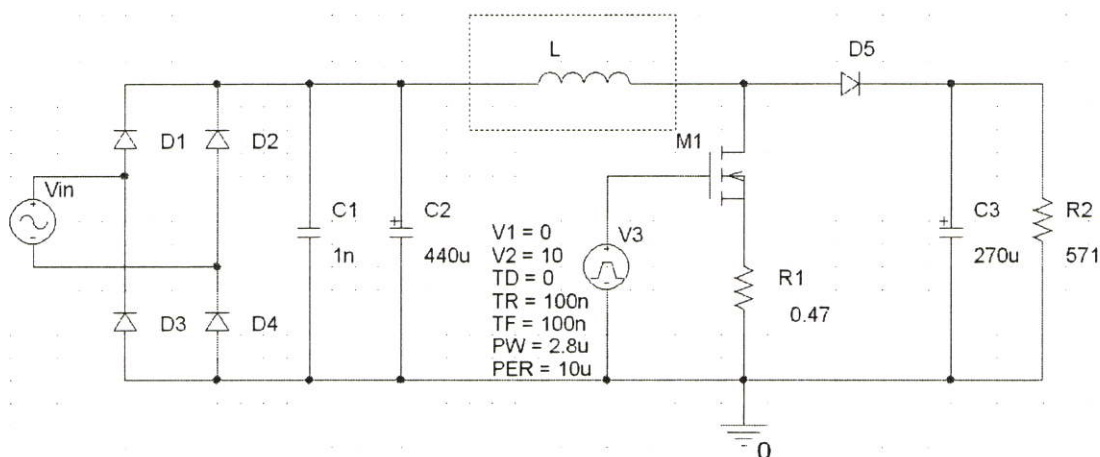 L
D5
D1
D2
M1
Vin
C1
1n
C2
440u
V3
V1 = 0
V2 = 10
TD = 0
TR = 100n
TF = 100n
PW = 2.8u
PER = 10u
C3
270u
R2
571
R1
0.47
D3
D4
0